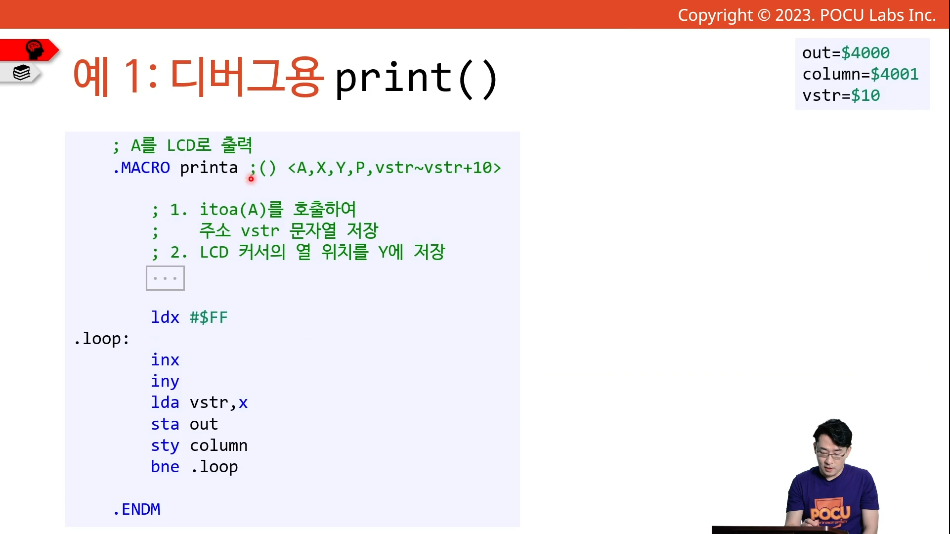 Copyright © 2023. POCU Labs Inc.
예 1: 디버그용 print()
out=$4000
column=$4001
vstr=$10
; A를 LCD로 출력
.MACRO printa ;() <A,X,Y,P,vstr~vstr+10>
; 1. itoa(A)를 호출하여
; 주소 vstr 문자열 저장
; 2. LCD 커서의 열 위치를 Y에 저장
...
ldx #$FF
.loop:
inx
iny
lda vstr,x
sta out
sty column
bne .loop
.ENDM
POCU